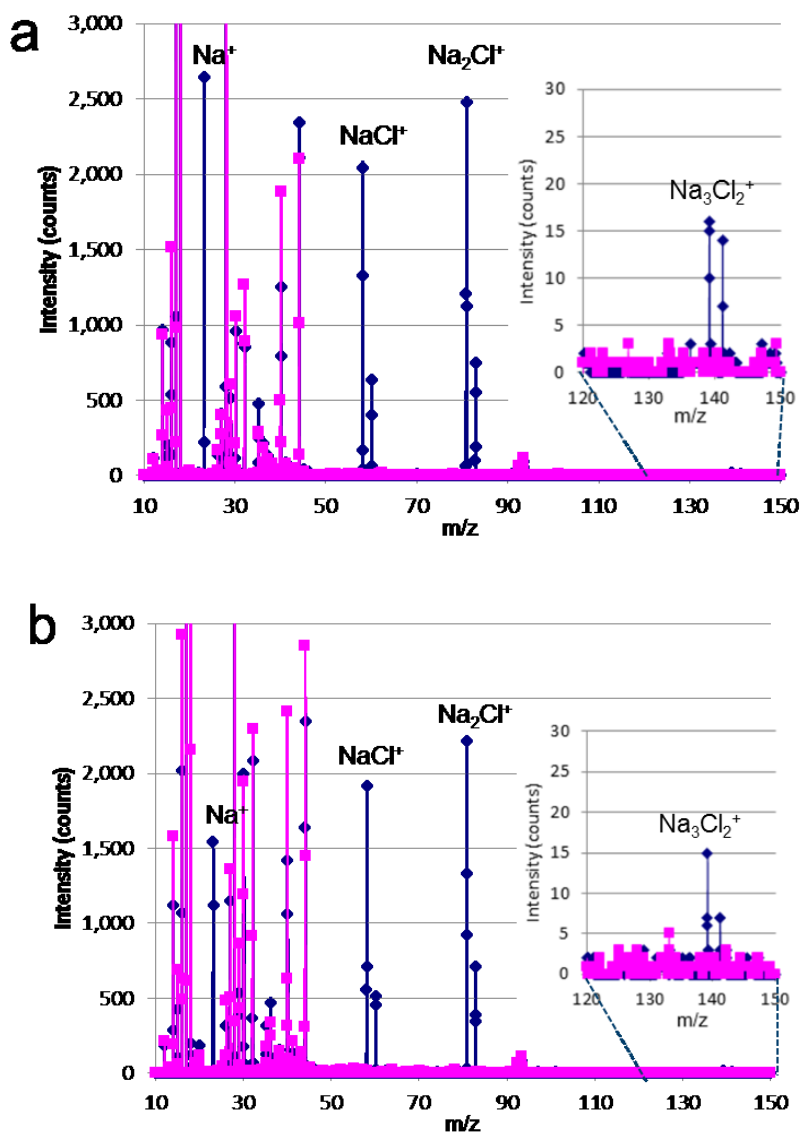 a
3,000
2,500
2,000
1,500
1,000
500
0
Intensity (counts)
10 30 50 70 90 110 130 150
m/z
Na⁺
NaCl⁺
Na₂Cl⁺
30
25
20
15
10
5
0
Intensity (counts)
Na₃Cl₂⁺
120 130 140 150
m/z
b
3,000
2,500
2,000
1,500
1,000
500
0
Intensity (counts)
10 30 50 70 90 110 130 150
m/z
Na⁺
NaCl⁺
Na₂Cl⁺
30
25
20
15
10
5
0
Intensity (counts)
Na₃Cl₂⁺
120 130 140 150
m/z